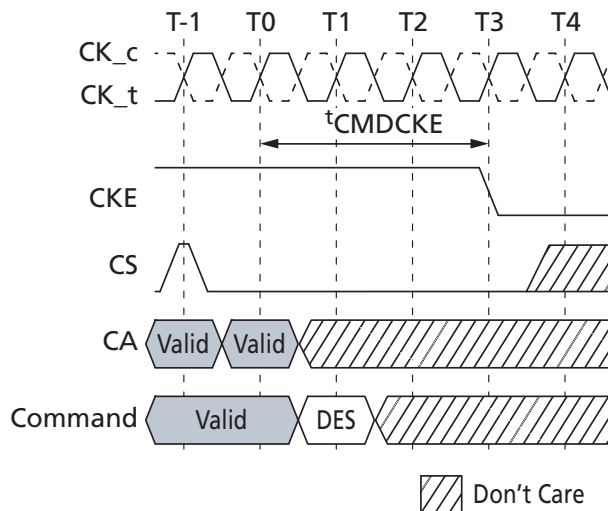 T-1 T0 T1 T2 T3 T4
CK_c
CK_t
tCMDCKE
CKE
CS
CA Valid Valid
Command Valid DES
Don't Care